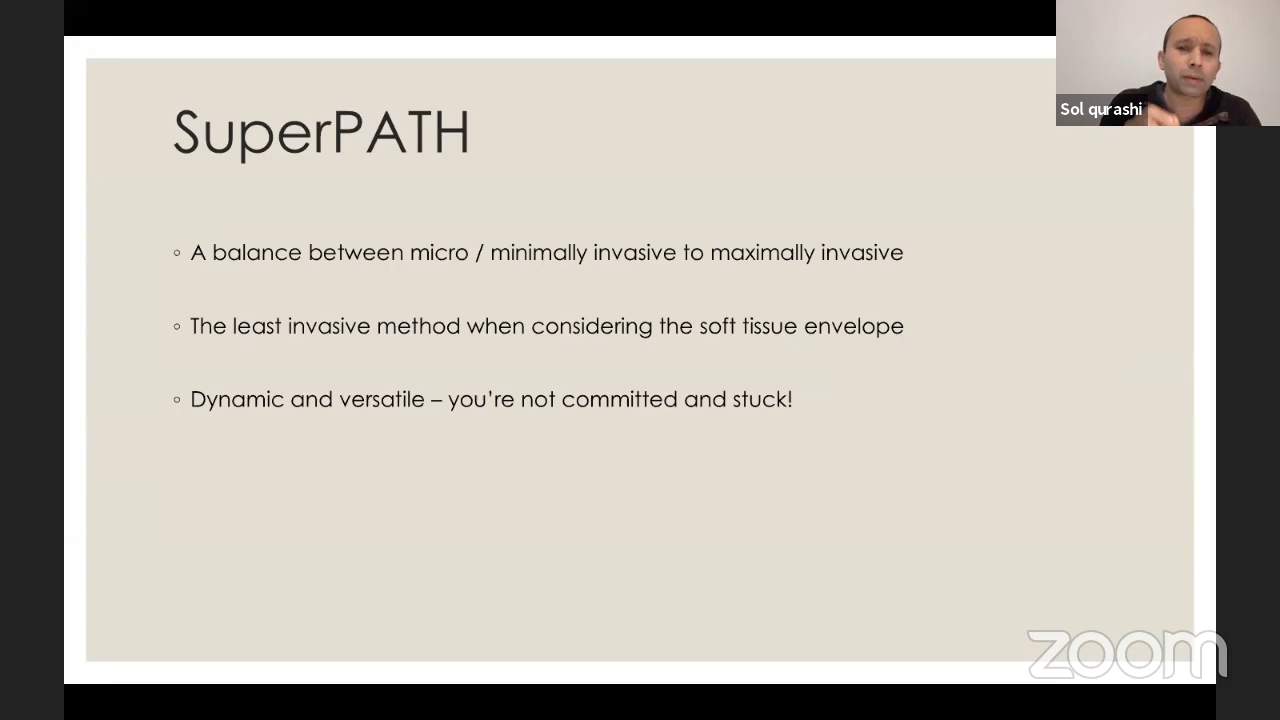 SuperPATH
Sol qurashi
◦ A balance between micro / minimally invasive to maximally invasive
◦ The least invasive method when considering the soft tissue envelope
◦ Dynamic and versatile – you’re not committed and stuck!
zoom